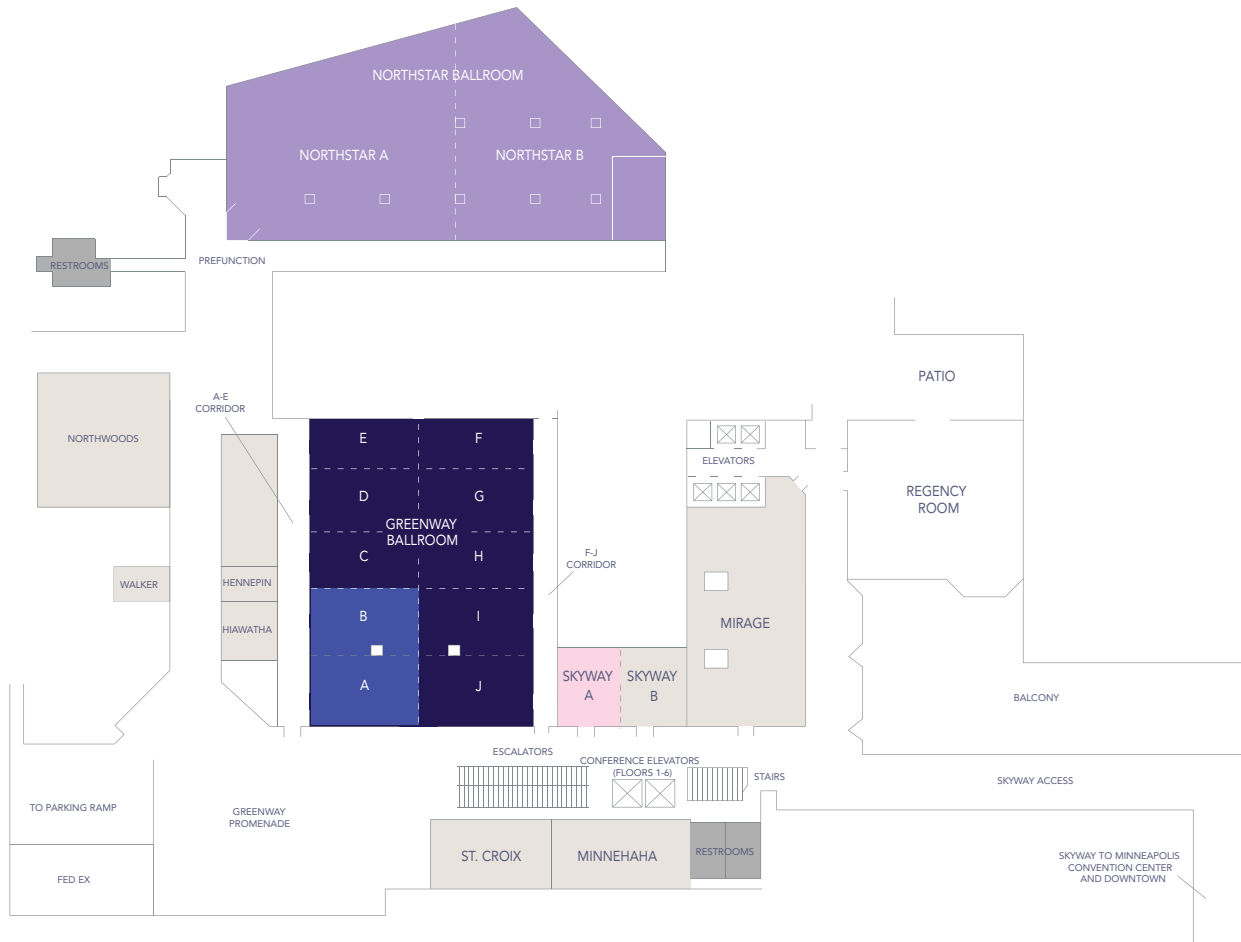 NORTHSTAR BALLROOM
NORTHSTAR A
NORTHSTAR B
RESTROOMS
PREFUNCTION
PATIO
A-E
CORRIDOR
NORTHWOODS
E
F
ELEVATORS
D
G
REGENCY
ROOM
GREENWAY
BALLROOM
C
H
F-J
CORRIDOR
WALKER
HENNEPIN
B
I
HIAWATHA
MIRAGE
A
J
SKYWAY
A
SKYWAY
B
BALCONY
ESCALATORS
CONFERENCE ELEVATORS
(FLOORS 1-6)
STAIRS
SKYWAY ACCESS
TO PARKING RAMP
GREENWAY
PROMENADE
ST. CROIX
MINNEHAHA
RESTROOMS
SKYWAY TO MINNEAPOLIS
CONVENTION CENTER
AND DOWNTOWN
FED EX